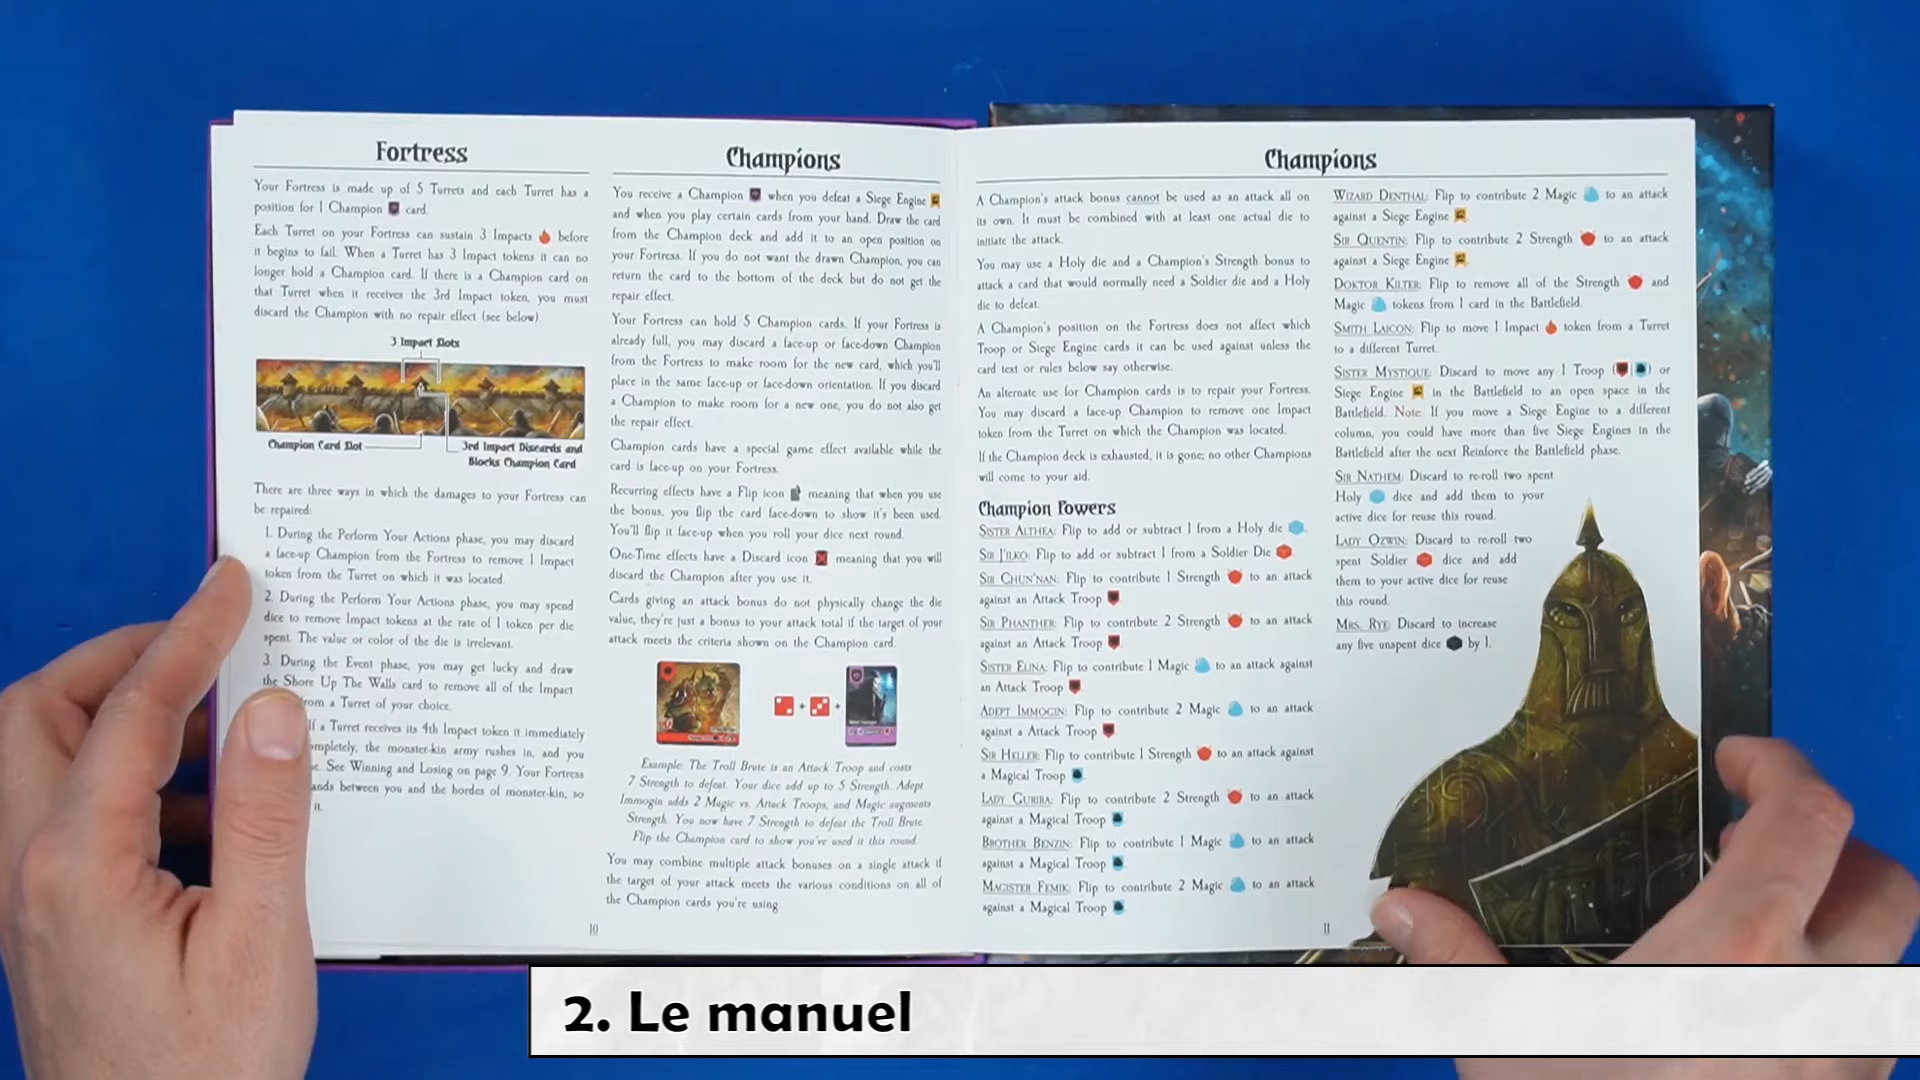 Fortress
Your Fortress is made up of 5 Turrets and each Turret has a
position for 1 Champion card.
Each Turret on your Fortress can sustain 3 Impacts before
it begins to fail. When a Turret has 3 Impact tokens it can no
longer hold a Champion card. If there is a Champion card on
that Turret when it receives the 3rd Impact token, you must
discard the Champion with no repair effect (see below).
3 Impact Slots
Champion Card Slot
3rd Impact Discards and
Blocks Champion Card
There are three ways in which the damages to your Fortress can
be repaired:
1. During the Perform Your Actions phase, you may discard
a face-up Champion from the Fortress to remove 1 Impact
token from the Turret on which it was located.
2. During the Perform Your Actions phase, you may spend
dice to remove Impact tokens at the rate of 1 token per die
spent. The value or color of the die is irrelevant.
3. During the Event phase, you may get lucky and draw
the Shore Up The Walls card to remove all of the Impact
from a Turret of your choice.
If a Turret receives its 4th Impact token it immediately
mpletely, the monster-kin army rushes in, and you
e. See Winning and Losing on page 9. Your Fortress
ands between you and the hordes of monster-kin, so
it.
Champions
You receive a Champion when you defeat a Siege Engine
and when you play certain cards from your hand. Draw the card
from the Champion deck and add it to an open position on
your Fortress. If you do not want the drawn Champion, you can
return the card to the bottom of the deck but do not get the
repair effect.
Your Fortress can hold 5 Champion cards. If your Fortress is
already full, you may discard a face-up or face-down Champion
from the Fortress to make room for the new card, which you'll
place in the same face-up or face-down orientation. If you discard
a Champion to make room for a new one, you do not also get
the repair effect.
Champion cards have a special game effect available while the
card is face-up on your Fortress.
Recurring effects have a Flip icon meaning that when you use
the bonus, you flip the card face-down to show it's been used.
You'll flip it face-up when you roll your dice next round.
One-Time effects have a Discard icon meaning that you will
discard the Champion after you use it.
Cards giving an attack bonus do not physically change the die
value, they're just a bonus to your attack total if the target of your
attack meets the criteria shown on the Champion card.
+ +
Example: The Troll Brute is an Attack Troop and costs
7 Strength to defeat. Your dice add up to 5 Strength. Adept
Immogin adds 2 Magic vs. Attack Troops, and Magic augments
Strength. You now have 7 Strength to defeat the Troll Brute.
Flip the Champion card to show you've used it this round.
You may combine multiple attack bonuses on a single attack if
the target of your attack meets the various conditions on all of
the Champion cards you're using.
10
Champions
A Champion's attack bonus cannot be used as an attack all on
its own. It must be combined with at least one actual die to
initiate the attack.
You may use a Holy die and a Champion's Strength bonus to
attack a card that would normally need a Soldier die and a Holy
die to defeat.
A Champion's position on the Fortress does not affect which
Troop or Siege Engine cards it can be used against unless the
card text or rules below say otherwise.
An alternate use for Champion cards is to repair your Fortress.
You may discard a face-up Champion to remove one Impact
token from the Turret on which the Champion was located.
If the Champion deck is exhausted, it is gone; no other Champions
will come to your aid.
Champion Powers
Sister Althea: Flip to add or subtract 1 from a Holy die
Sir J'ilko: Flip to add or subtract 1 from a Soldier Die
Sir Chun'nan: Flip to contribute 1 Strength to an attack
against an Attack Troop
Sir Phanther: Flip to contribute 2 Strength to an attack
against an Attack Troop
Sister Elina: Flip to contribute 1 Magic to an attack against
an Attack Troop
Adept Immogin: Flip to contribute 2 Magic to an attack
against a Attack Troop
Sir Heller: Flip to contribute 1 Strength to an attack against
a Magical Troop
Lady Gurira: Flip to contribute 2 Strength to an attack
against a Magical Troop
Brother Benzin: Flip to contribute 1 Magic to an attack
against a Magical Troop
Magister Femik: Flip to contribute 2 Magic to an attack
against a Magical Troop
Wizard Denthal: Flip to contribute 2 Magic to an attack
against a Siege Engine
Sir Quentin: Flip to contribute 2 Strength to an attack
against a Siege Engine
Doktor Kilter: Flip to remove all of the Strength and
Magic tokens from 1 card in the Battlefield.
Smith Laicon: Flip to move 1 Impact token from a Turret
to a different Turret.
Sister Mystique: Discard to move any 1 Troop ( | ) or
Siege Engine in the Battlefield to an open space in the
Battlefield. Note: If you move a Siege Engine to a different
column, you could have more than five Siege Engines in the
Battlefield after the next Reinforce the Battlefield phase.
Sir Nathem: Discard to re-roll two spent
Holy dice and add them to your
active dice for reuse this round.
Lady Ozwin: Discard to re-roll two
spent Soldier dice and add
them to your active dice for reuse
this round.
Mrs. Rye: Discard to increase
any five unspent dice by 1.
11
2. Le manuel